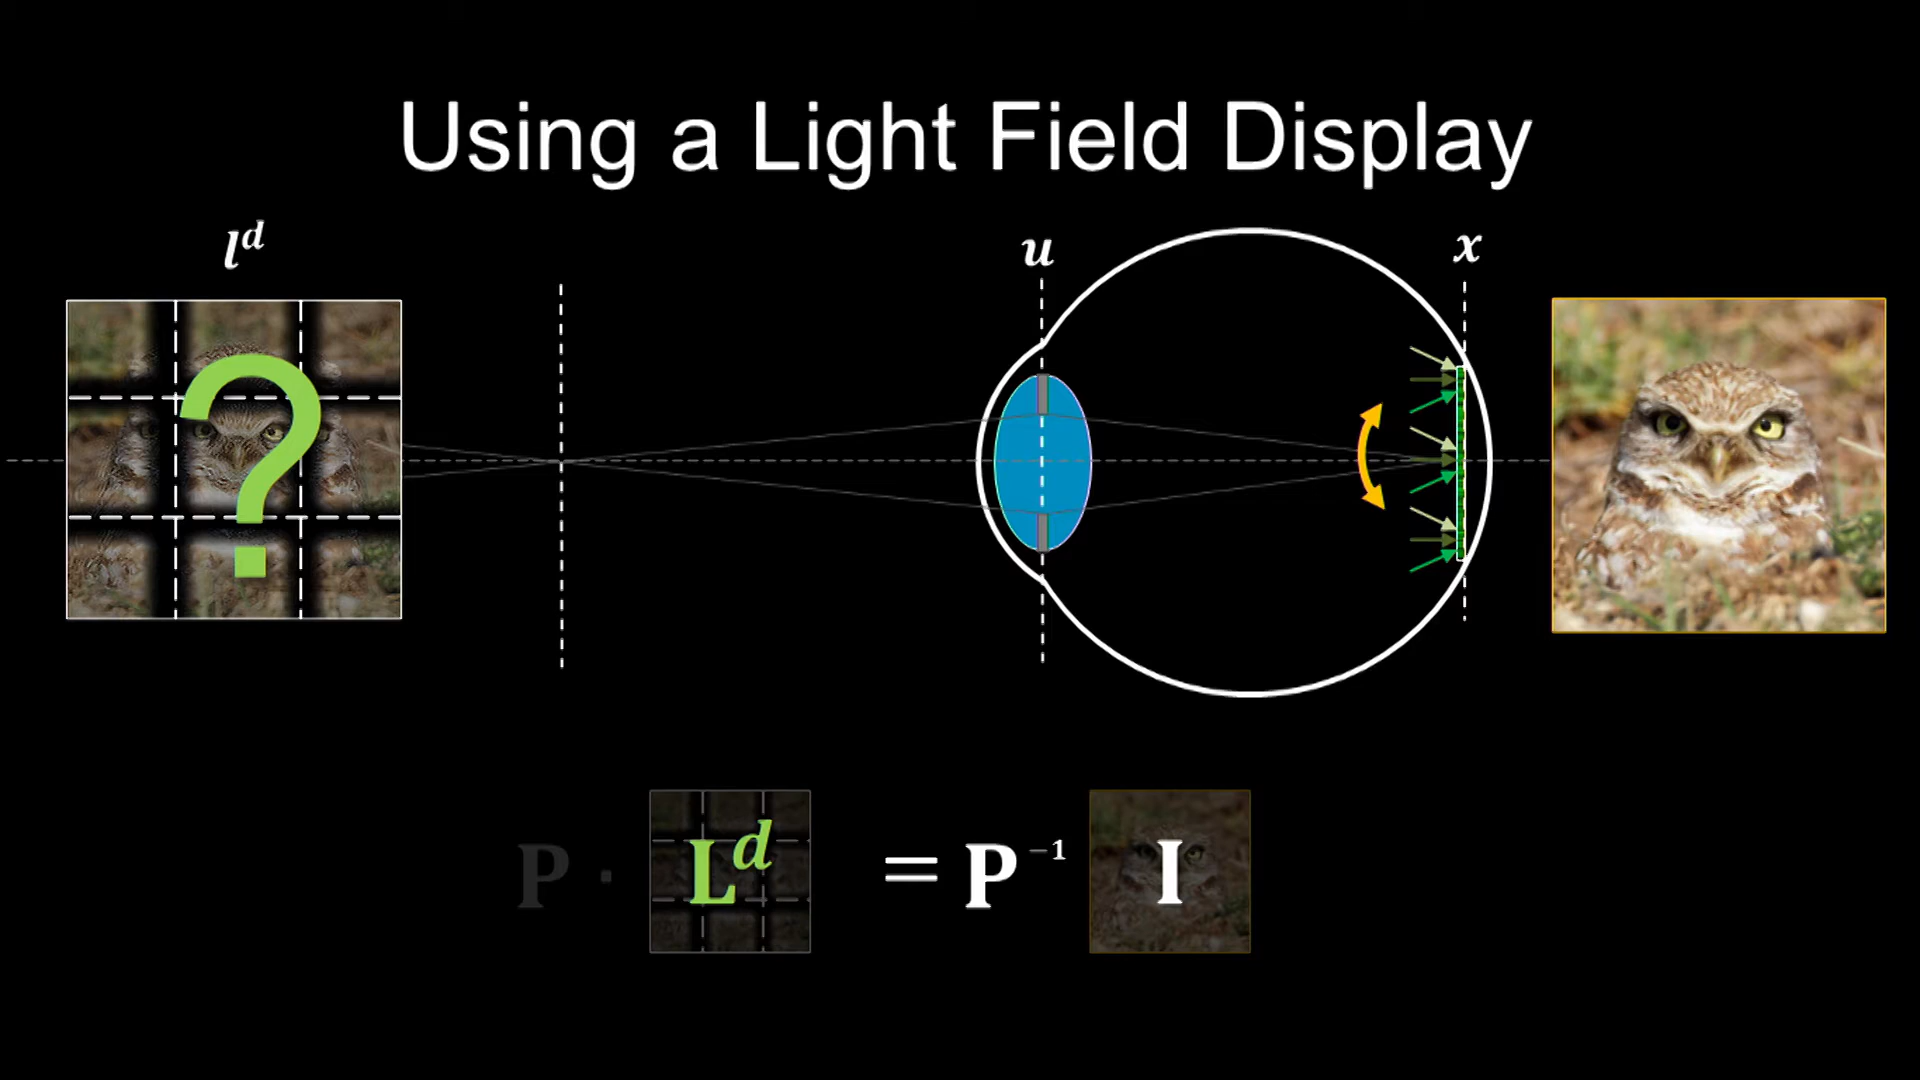 Using a Light Field Display
l^d
u
x
?
P · L^d = P^-1 I